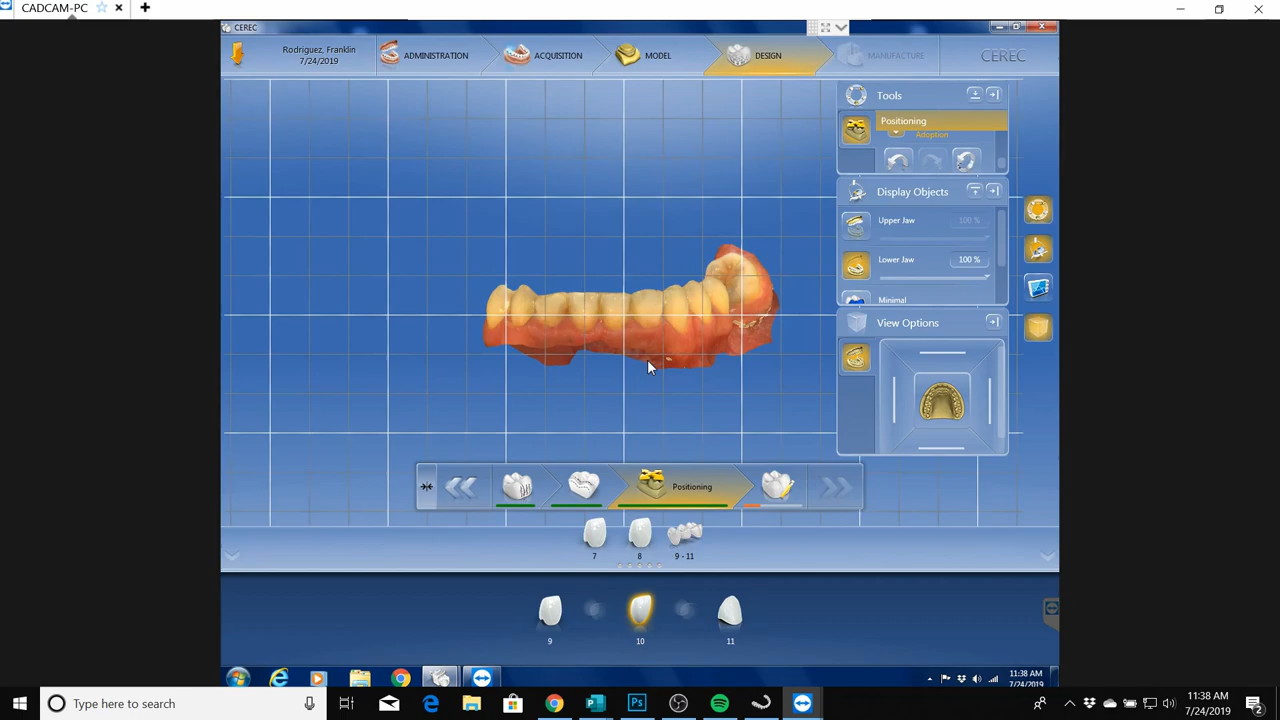 CADCAM-PC
CEREC
Rodriguez, Franklin
7/24/2019
ADMINISTRATION
ACQUISITION
MODEL
DESIGN
MANUFACTURE
CEREC
Tools
Positioning
Adoption
Display Objects
Upper Jaw 100 %
Lower Jaw 100 %
Minimal
View Options
Positioning
7 8 9 - 11
9 10 11
11:38 AM
7/24/2019
Type here to search
11:38 AM
7/24/2019